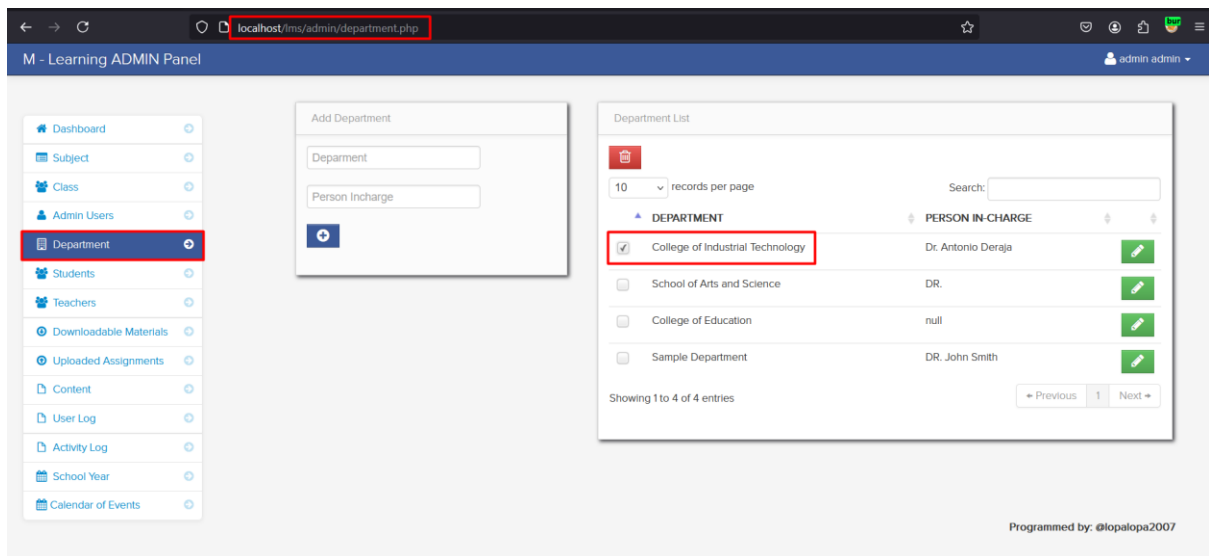 localhost/lms/admin/department.php
bur
M - Learning ADMIN Panel
admin admin
Dashboard
Subject
Class
Admin Users
Department
Students
Teachers
Downloadable Materials
Uploaded Assignments
Content
User Log
Activity Log
School Year
Calendar of Events
Add Department
Deparment
Person Incharge
Department List
10 records per page
Search:
DEPARTMENT PERSON IN-CHARGE
College of Industrial Technology Dr. Antonio Deraja
School of Arts and Science DR.
College of Education null
Sample Department DR. John Smith
Showing 1 to 4 of 4 entries
← Previous 1 Next →
Programmed by: @lopalopa2007